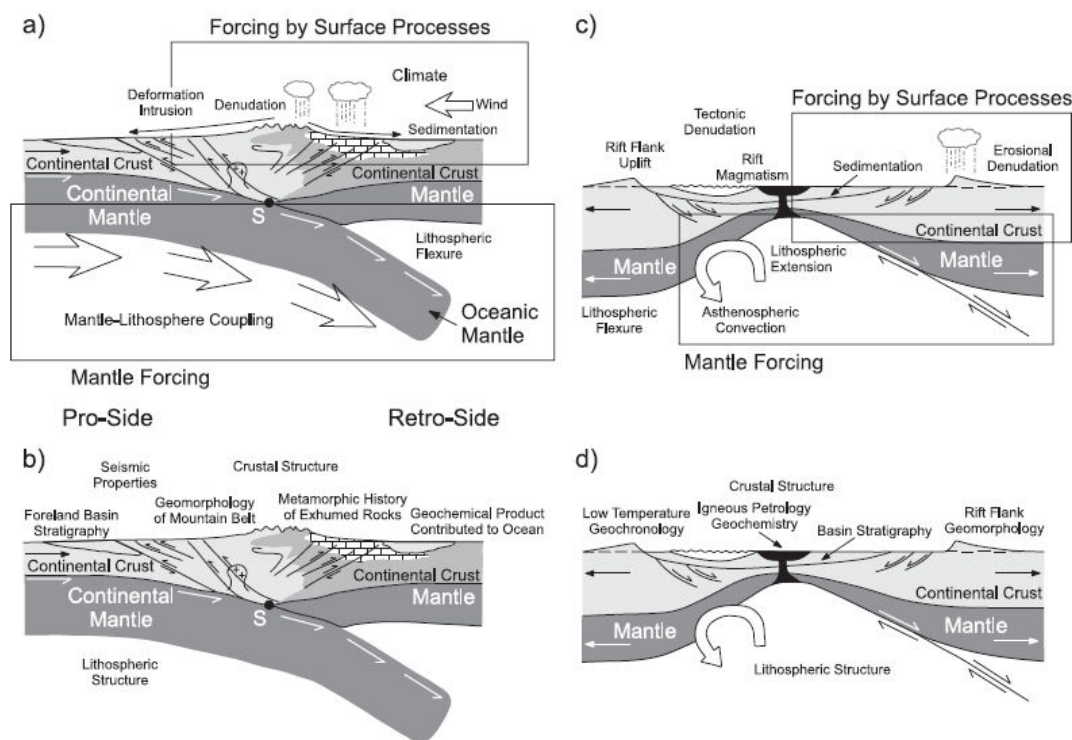 a)
Forcing by Surface Processes
Climate
Deformation
Intrusion
Denudation
Wind
Sedimentation
Continental Crust
Continental Crust
Continental
Mantle
Mantle
S
Lithospheric
Flexure
Mantle-Lithosphere Coupling
Oceanic
Mantle
Mantle Forcing
Pro-Side
Retro-Side
b)
Seismic
Properties
Crustal Structure
Foreland Basin
Stratigraphy
Geomorphology
of Mountain Belt
Metamorphic History
of Exhumed Rocks
Geochemical Product
Contributed to Ocean
Continental Crust
Continental Crust
Continental
Mantle
Mantle
S
Lithospheric
Structure
c)
Forcing by Surface Processes
Tectonic
Denudation
Rift Flank
Uplift
Rift
Magmatism
Sedimentation
Erosional
Denudation
Continental Crust
Mantle
Mantle
Lithospheric
Extension
Lithospheric
Flexure
Asthenospheric
Convection
Mantle Forcing
d)
Crustal Structure
Low Temperature
Geochronology
Igneous Petrology
Geochemistry
Basin Stratigraphy
Rift Flank
Geomorphology
Continental Crust
Mantle
Mantle
Lithospheric Structure